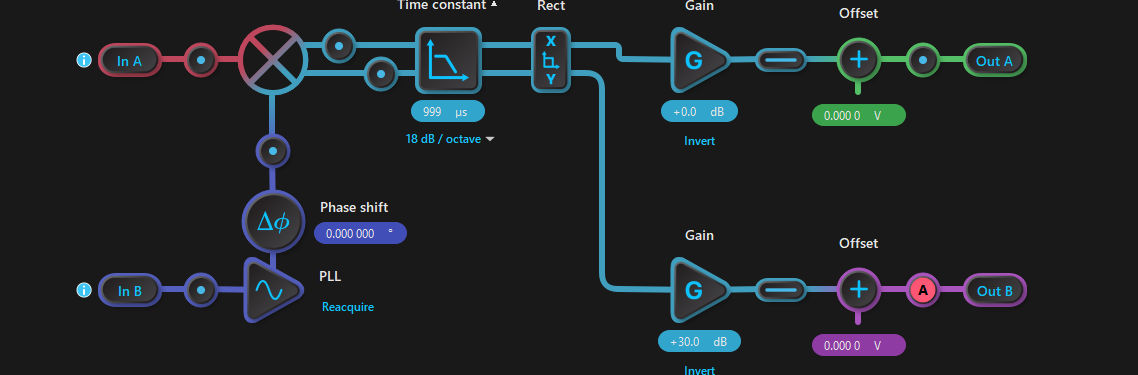 Time constant
Rect
Gain
Offset
In A
X
Y
G
+
Out A
999 µs
+0.0 dB
0.000 0 V
18 dB / octave
Invert
Δϕ
Phase shift
0.000 000 °
Gain
Offset
PLL
In B
G
+
A
Out B
Reacquire
+30.0 dB
0.000 0 V
Invert